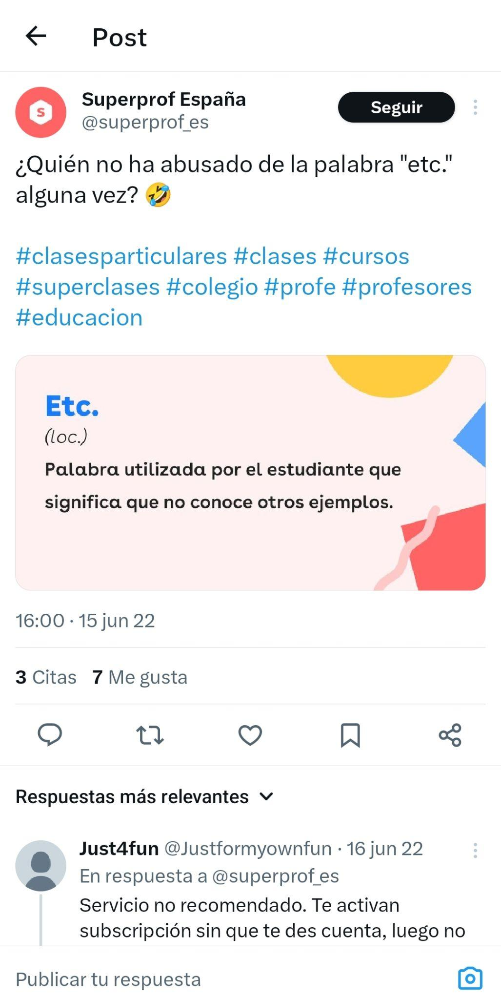 Post
Superprof España
@superprof_es
Seguir
¿Quién no ha abusado de la palabra "etc."
alguna vez? 🤣
#clasesparticulares #clases #cursos
#superclases #colegio #profe #profesores
#educacion
Etc.
(loc.)
Palabra utilizada por el estudiante que
significa que no conoce otros ejemplos.
16:00 · 15 jun 22
3 Citas 7 Me gusta
Respuestas más relevantes
Just4fun @Justformyownfun · 16 jun 22
En respuesta a @superprof_es
Servicio no recomendado. Te activan
subscripción sin que te des cuenta, luego no
Publicar tu respuesta